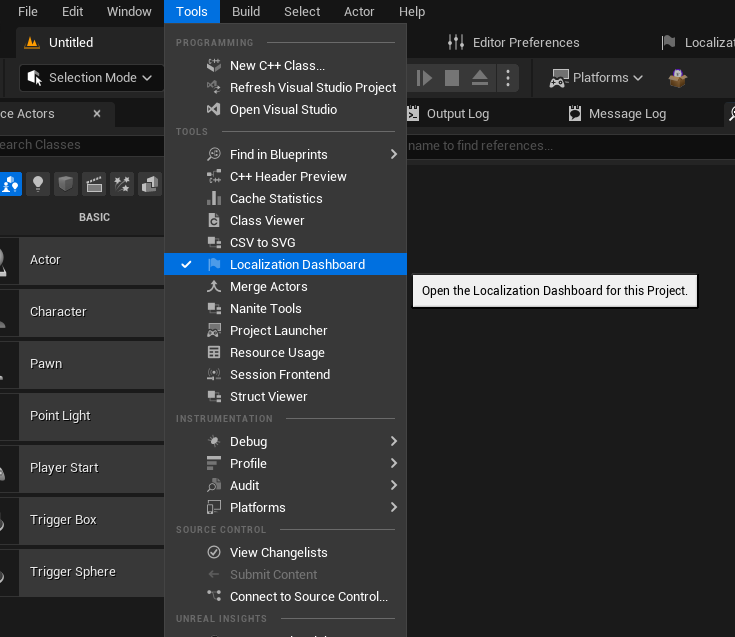 File Edit Window Tools Build Select Actor Help
Untitled
Editor Preferences
Localizat
Selection Mode
Platforms
ce Actors
Output Log
Message Log
earch Classes
name to find references...
BASIC
Actor
Character
Pawn
Point Light
Player Start
Trigger Box
Trigger Sphere
PROGRAMMING
New C++ Class...
Refresh Visual Studio Project
Open Visual Studio
TOOLS
Find in Blueprints
C++ Header Preview
Cache Statistics
Class Viewer
CSV to SVG
Localization Dashboard
Merge Actors
Nanite Tools
Project Launcher
Resource Usage
Session Frontend
Struct Viewer
Open the Localization Dashboard for this Project.
INSTRUMENTATION
Debug
Profile
Audit
Platforms
SOURCE CONTROL
View Changelists
Submit Content
Connect to Source Control...
UNREAL INSIGHTS